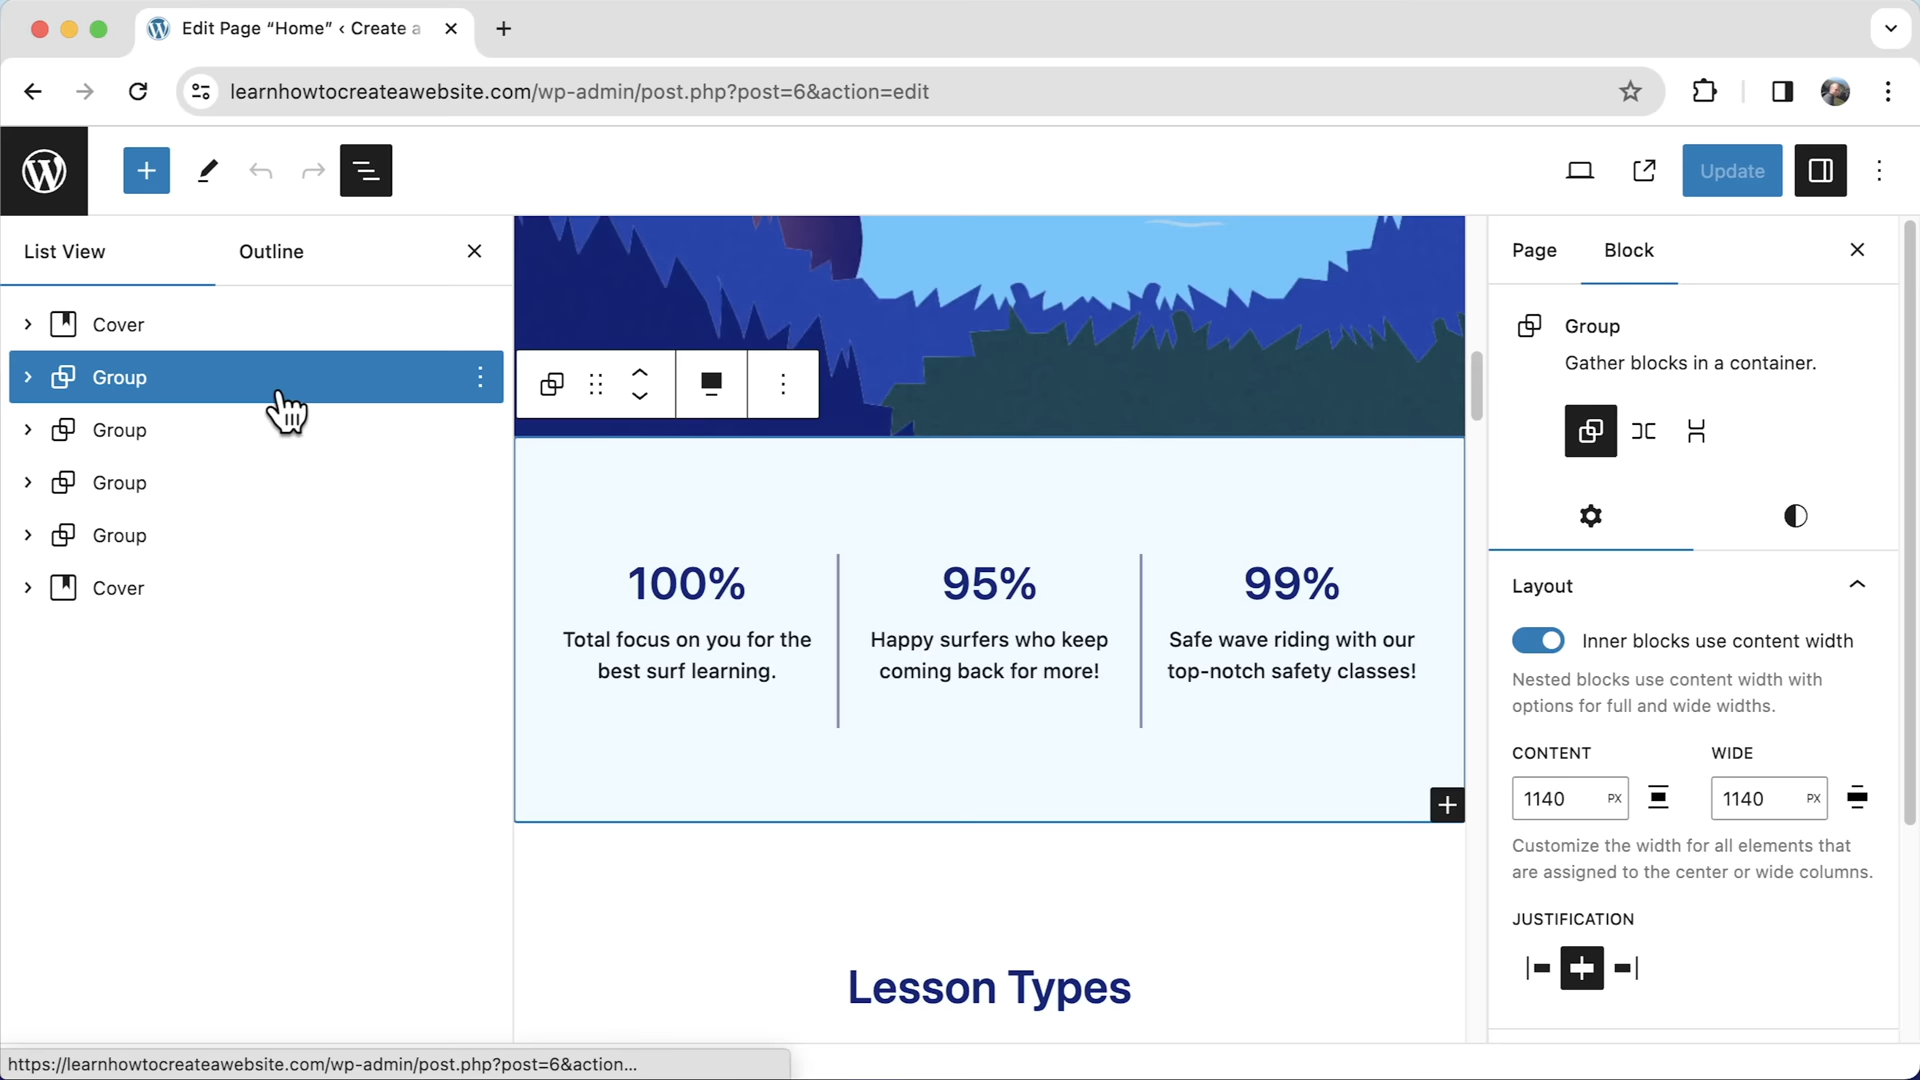 Edit Page “Home” ‹ Create a
learnhowtocreateawebsite.com/wp-admin/post.php?post=6&action=edit
Update
List View
Outline
Cover
Group
Group
Group
Group
Cover
100%
Total focus on you for the
best surf learning.
95%
Happy surfers who keep
coming back for more!
99%
Safe wave riding with our
top-notch safety classes!
Lesson Types
Page
Block
Group
Gather blocks in a container.
Layout
Inner blocks use content width
Nested blocks use content width with
options for full and wide widths.
CONTENT
WIDE
1140 PX
1140 PX
Customize the width for all elements that
are assigned to the center or wide columns.
JUSTIFICATION
https://learnhowtocreateawebsite.com/wp-admin/post.php?post=6&action...